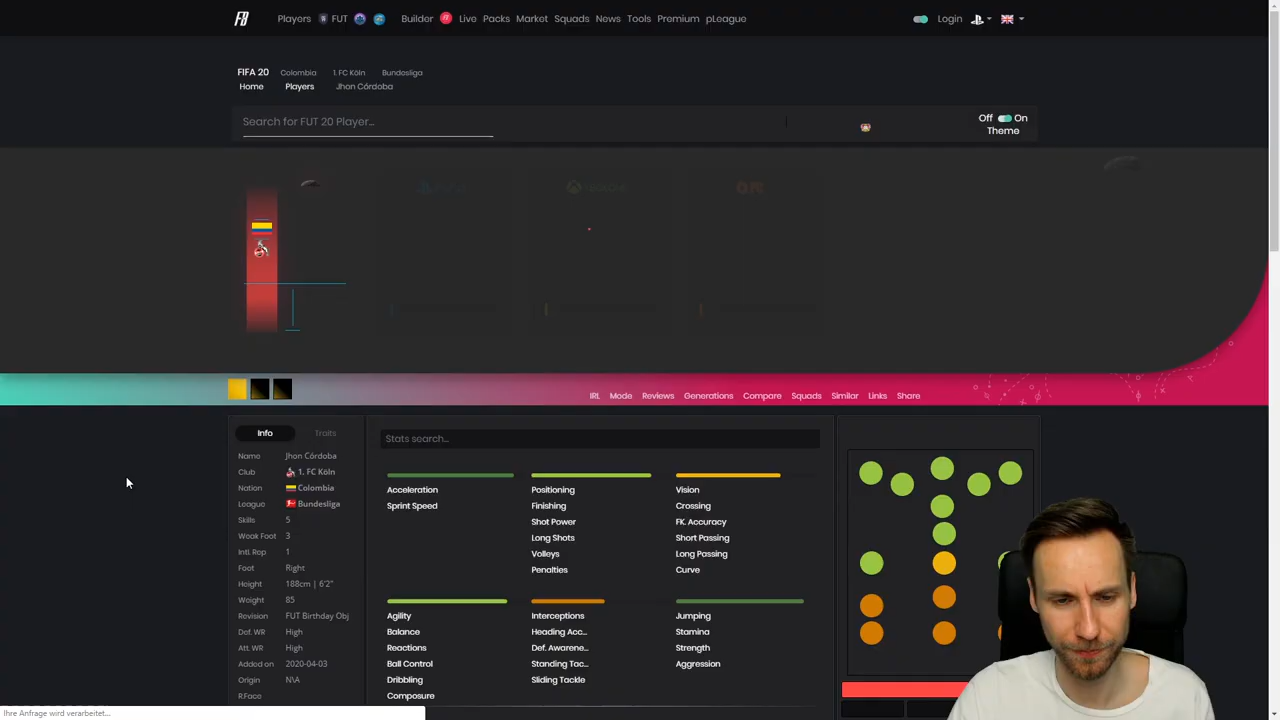 Players FUT Builder Live Packs Market Squads News Tools Premium pLeague Login
FIFA 20 Colombia 1. FC Köln Bundesliga
Home Players Jhon Córdoba
Search for FUT 20 Player...
Off On
Theme
IRL Mode Reviews Generations Compare Squads Similar Links Share
Info Traits
Stats search...
Name Jhon Córdoba
Club 1. FC Köln
Nation Colombia
League Bundesliga
Skills 5
Weak Foot 3
Intl. Rep 1
Foot Right
Height 188cm | 6'2"
Weight 85
Revision FUT Birthday Obj
Def. WR High
Att. WR High
Added on 2020-04-03
Origin N\A
R.Face
Acceleration
Sprint Speed
Positioning
Finishing
Shot Power
Long Shots
Volleys
Penalties
Vision
Crossing
FK. Accuracy
Short Passing
Long Passing
Curve
Agility
Balance
Reactions
Ball Control
Dribbling
Composure
Interceptions
Heading Acc...
Def. Awarene...
Standing Tac...
Sliding Tackle
Jumping
Stamina
Strength
Aggression
Ihre Anfrage wird verarbeitet...